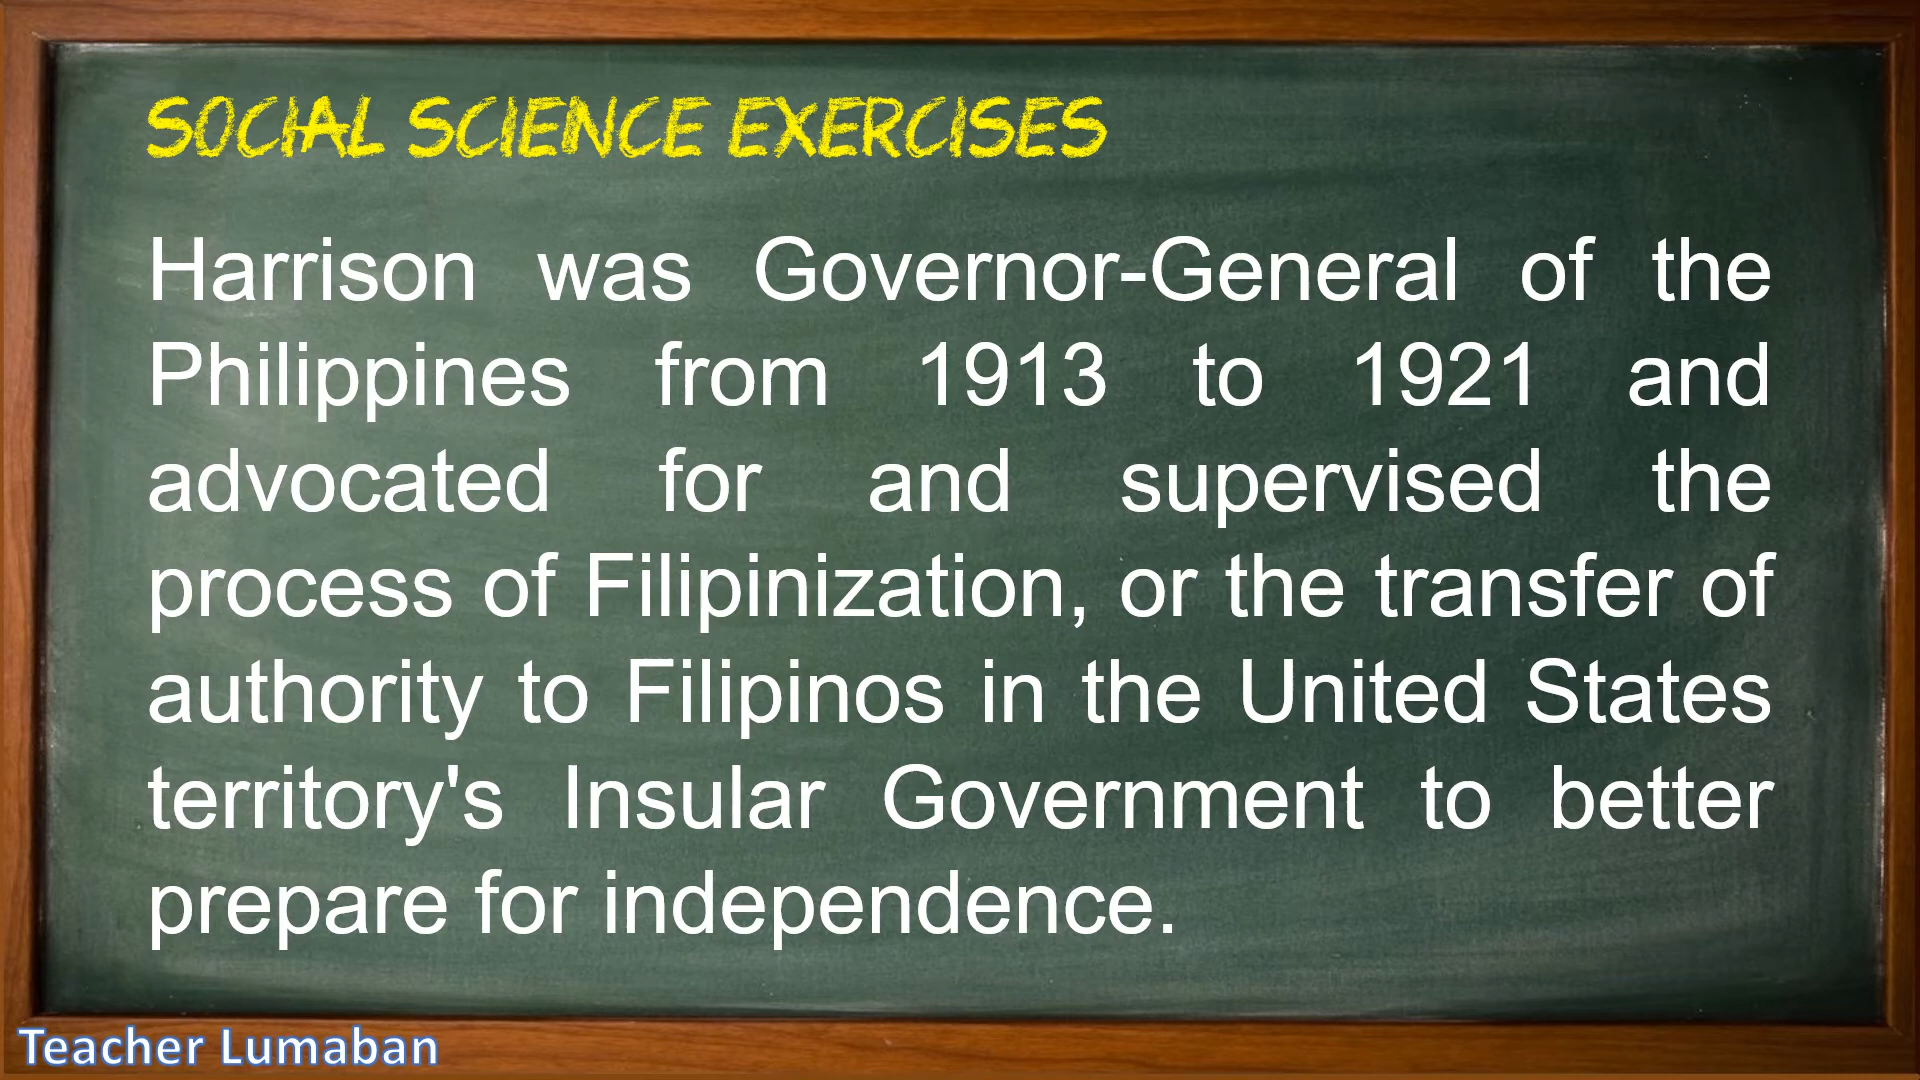 SOCIAL SCIENCE EXERCISES
Harrison was Governor-General of the
Philippines from 1913 to 1921 and
advocated for and supervised the
process of Filipinization, or the transfer of
authority to Filipinos in the United States
territory's Insular Government to better
prepare for independence.
Teacher Lumaban